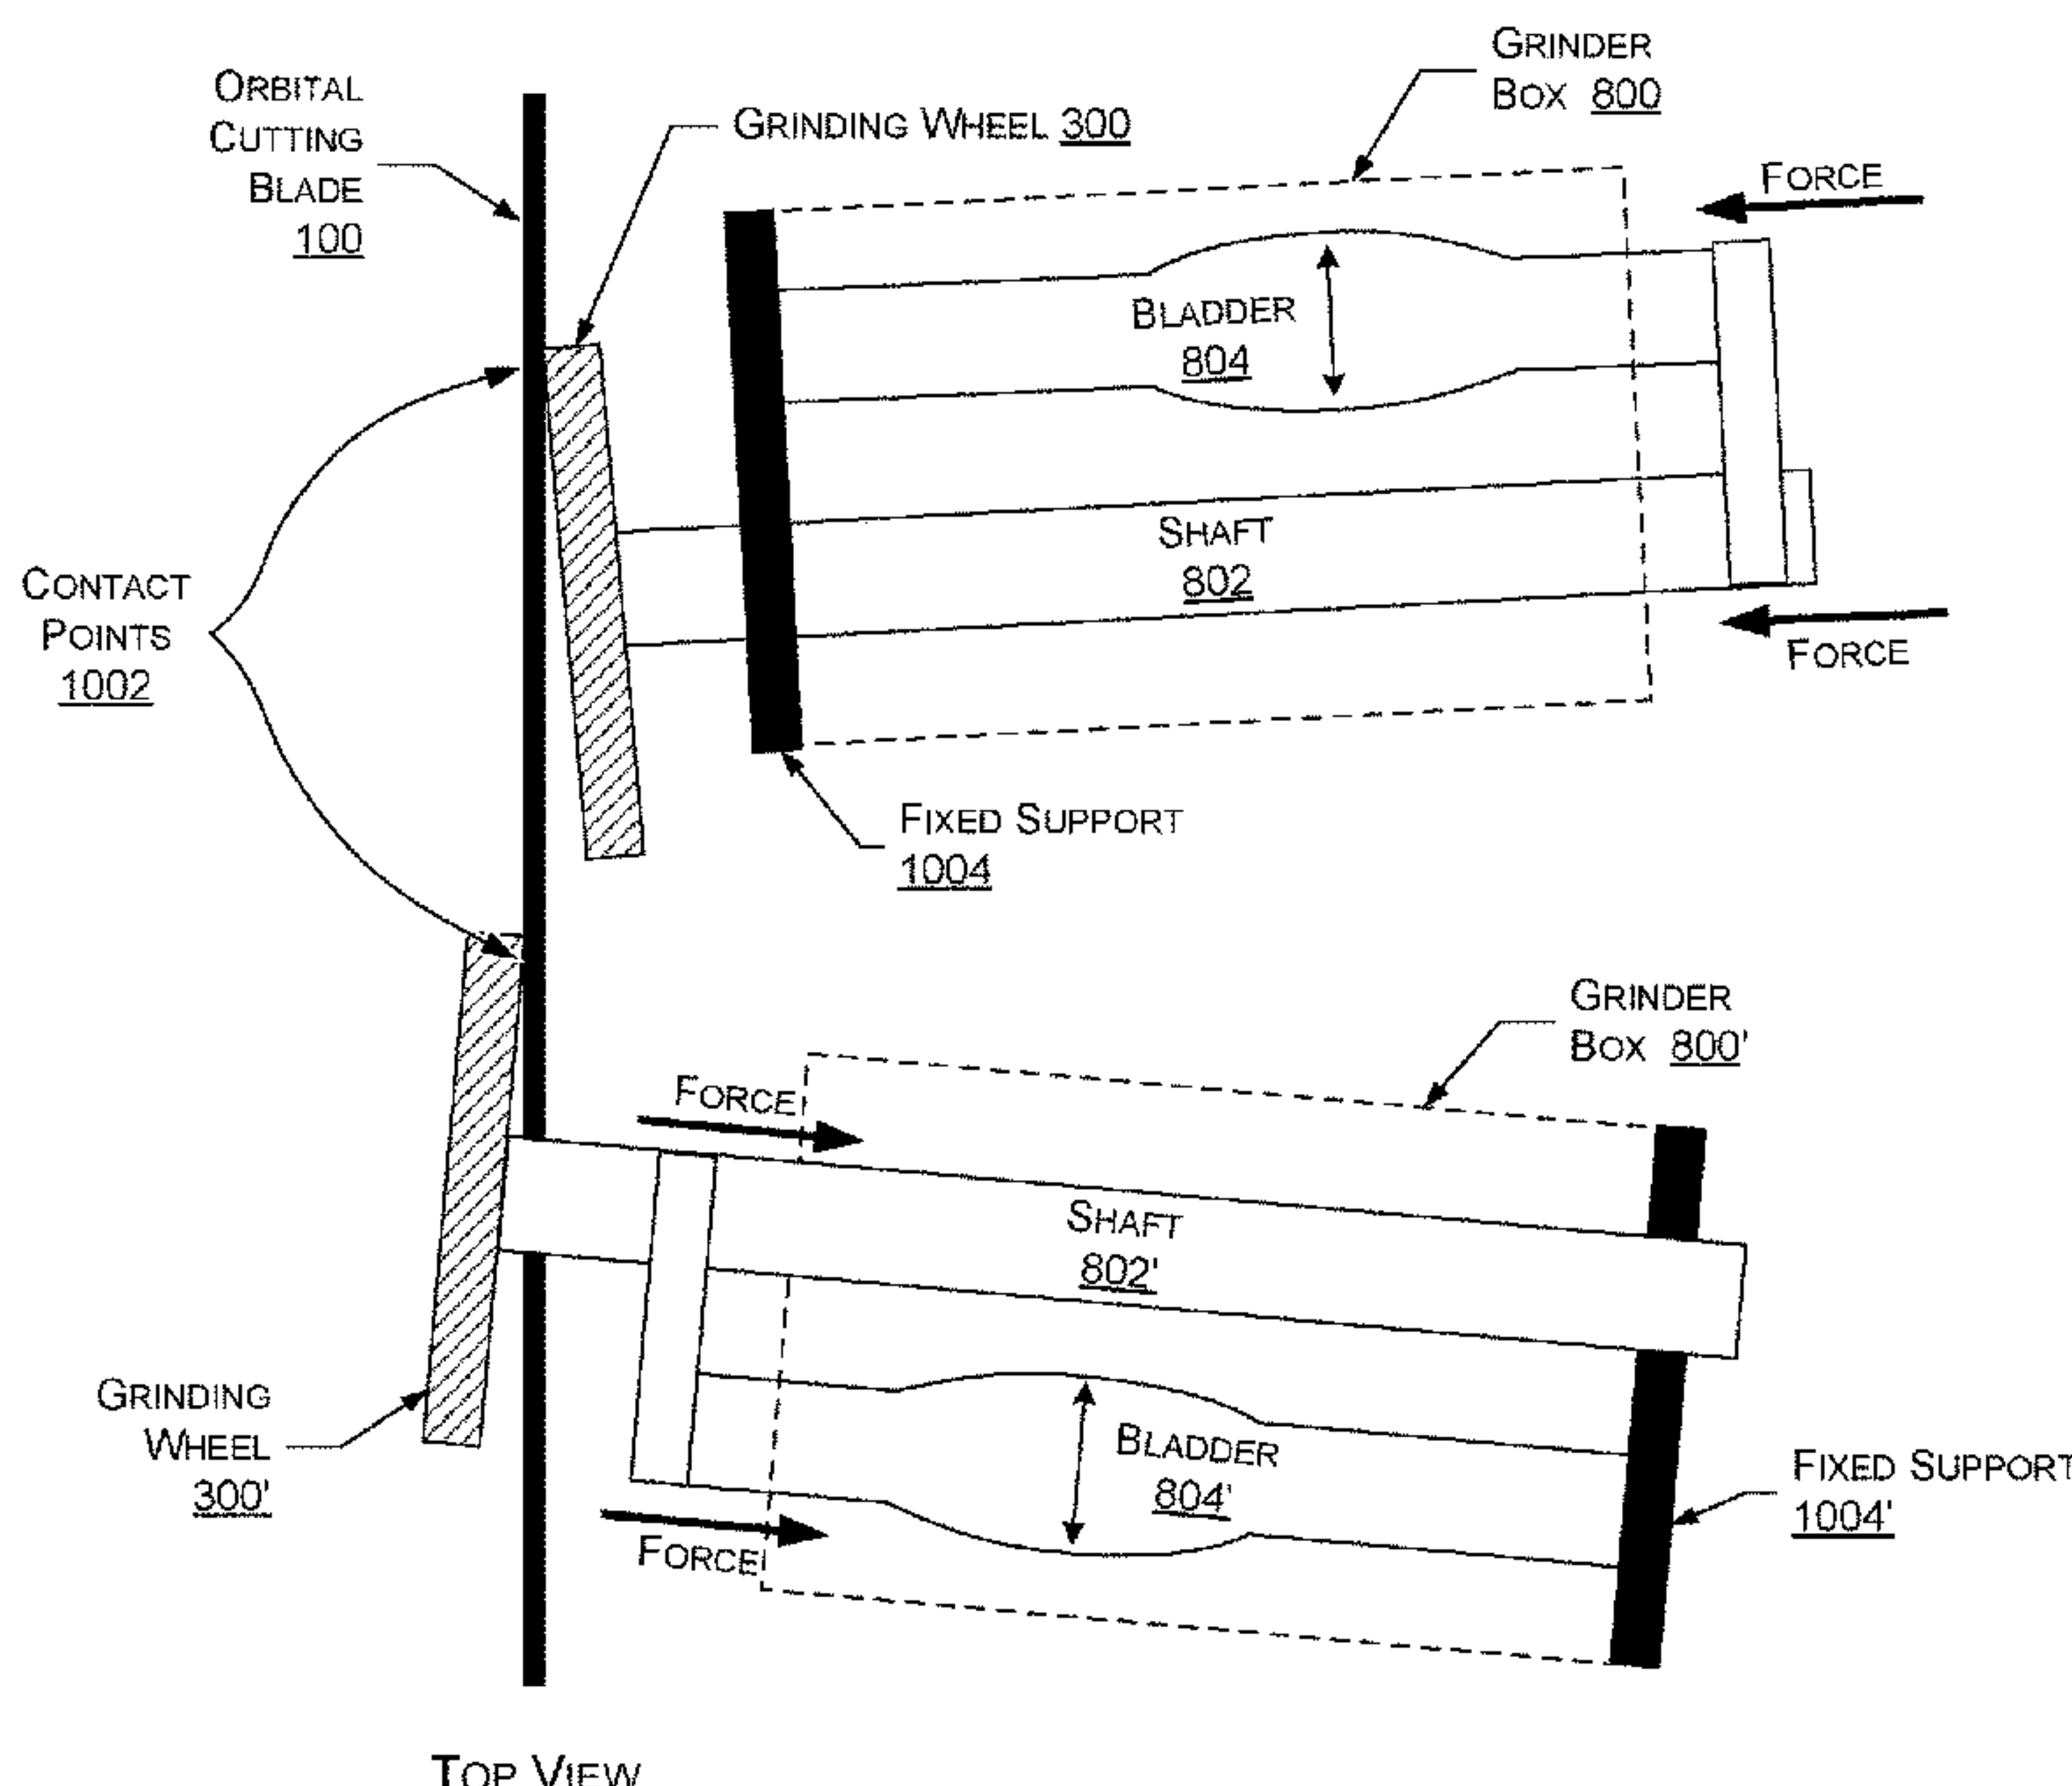 ORBITAL
CUTTING
BLADE
100
GRINDING WHEEL 300
GRINDER
BOX 800
FORCE
BLADDER
804
SHAFT
802
FORCE
CONTACT
POINTS
1002
FIXED SUPPORT
1004
GRINDER
BOX 800'
FORCE
SHAFT
802'
GRINDING
WHEEL
300'
BLADDER
804'
FORCE
FIXED SUPPORT
1004'
TOP VIEW